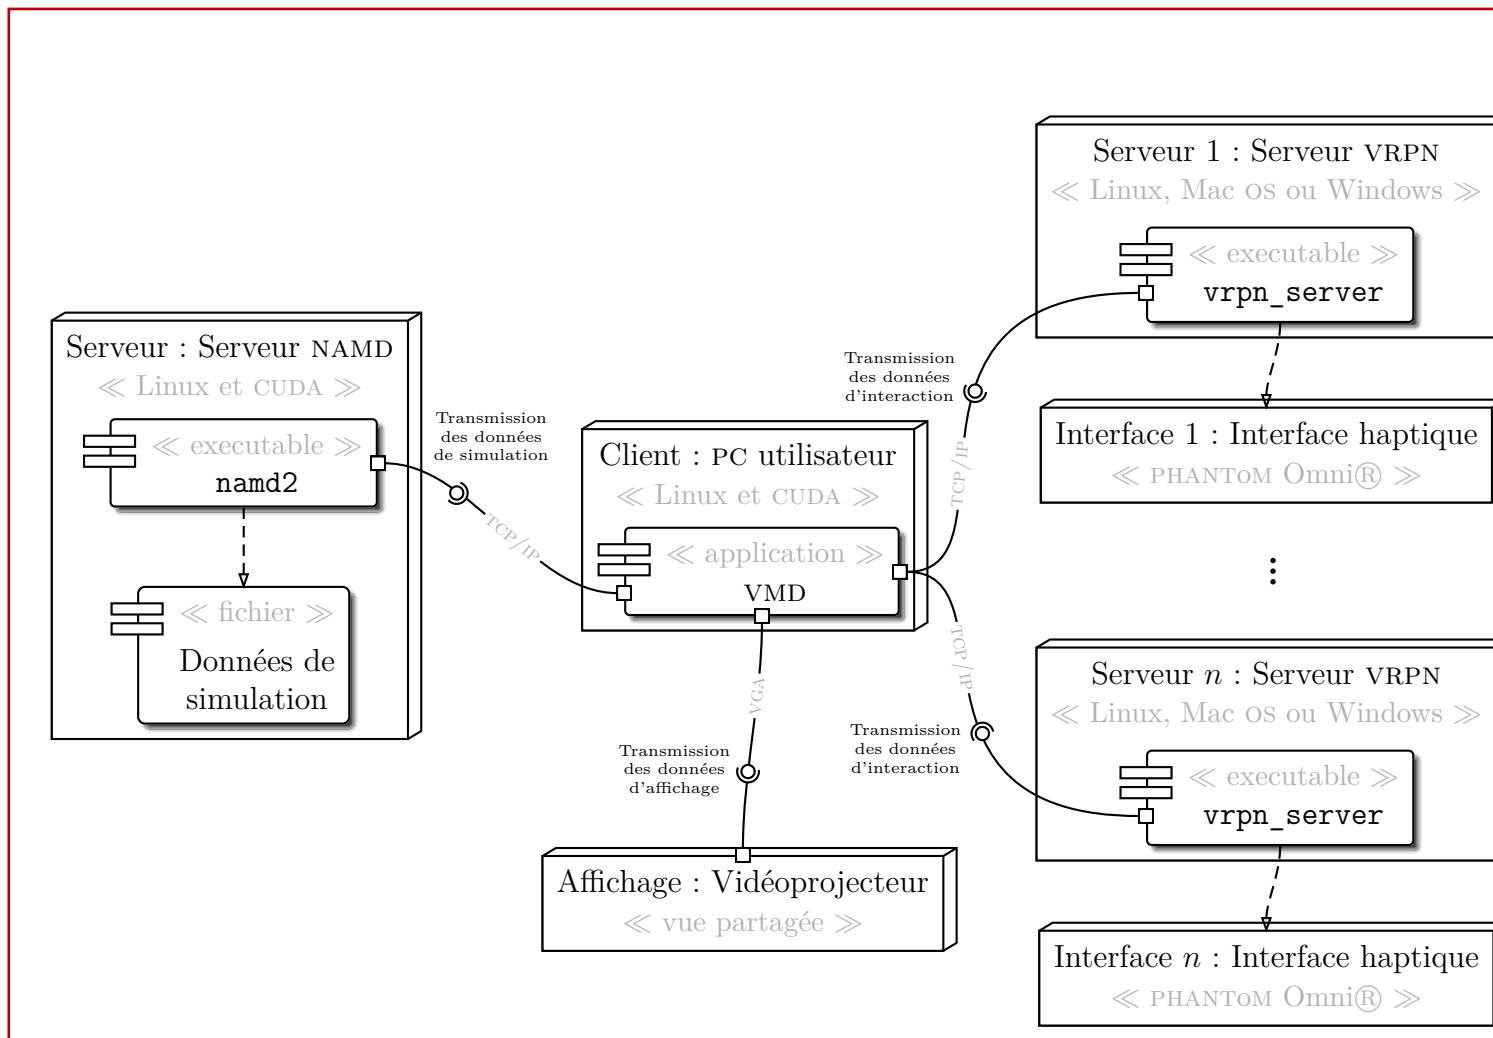 Serveur : Serveur NAMD
≪ Linux et CUDA ≫
≪ executable ≫
namd2
≪ fichier ≫
Données de
simulation
Transmission
des données
de simulation
TCP/IP
Client : PC utilisateur
≪ Linux et CUDA ≫
≪ application ≫
VMD
VGA
Transmission
des données
d'affichage
Affichage : Vidéoprojecteur
≪ vue partagée ≫
Transmission
des données
d'interaction
TCP/IP
TCP/IP
Transmission
des données
d'interaction
Serveur 1 : Serveur VRPN
≪ Linux, Mac OS ou Windows ≫
≪ executable ≫
vrpn_server
Interface 1 : Interface haptique
≪ PHANToM Omni® ≫
⋮
Serveur n : Serveur VRPN
≪ Linux, Mac OS ou Windows ≫
≪ executable ≫
vrpn_server
Interface n : Interface haptique
≪ PHANToM Omni® ≫